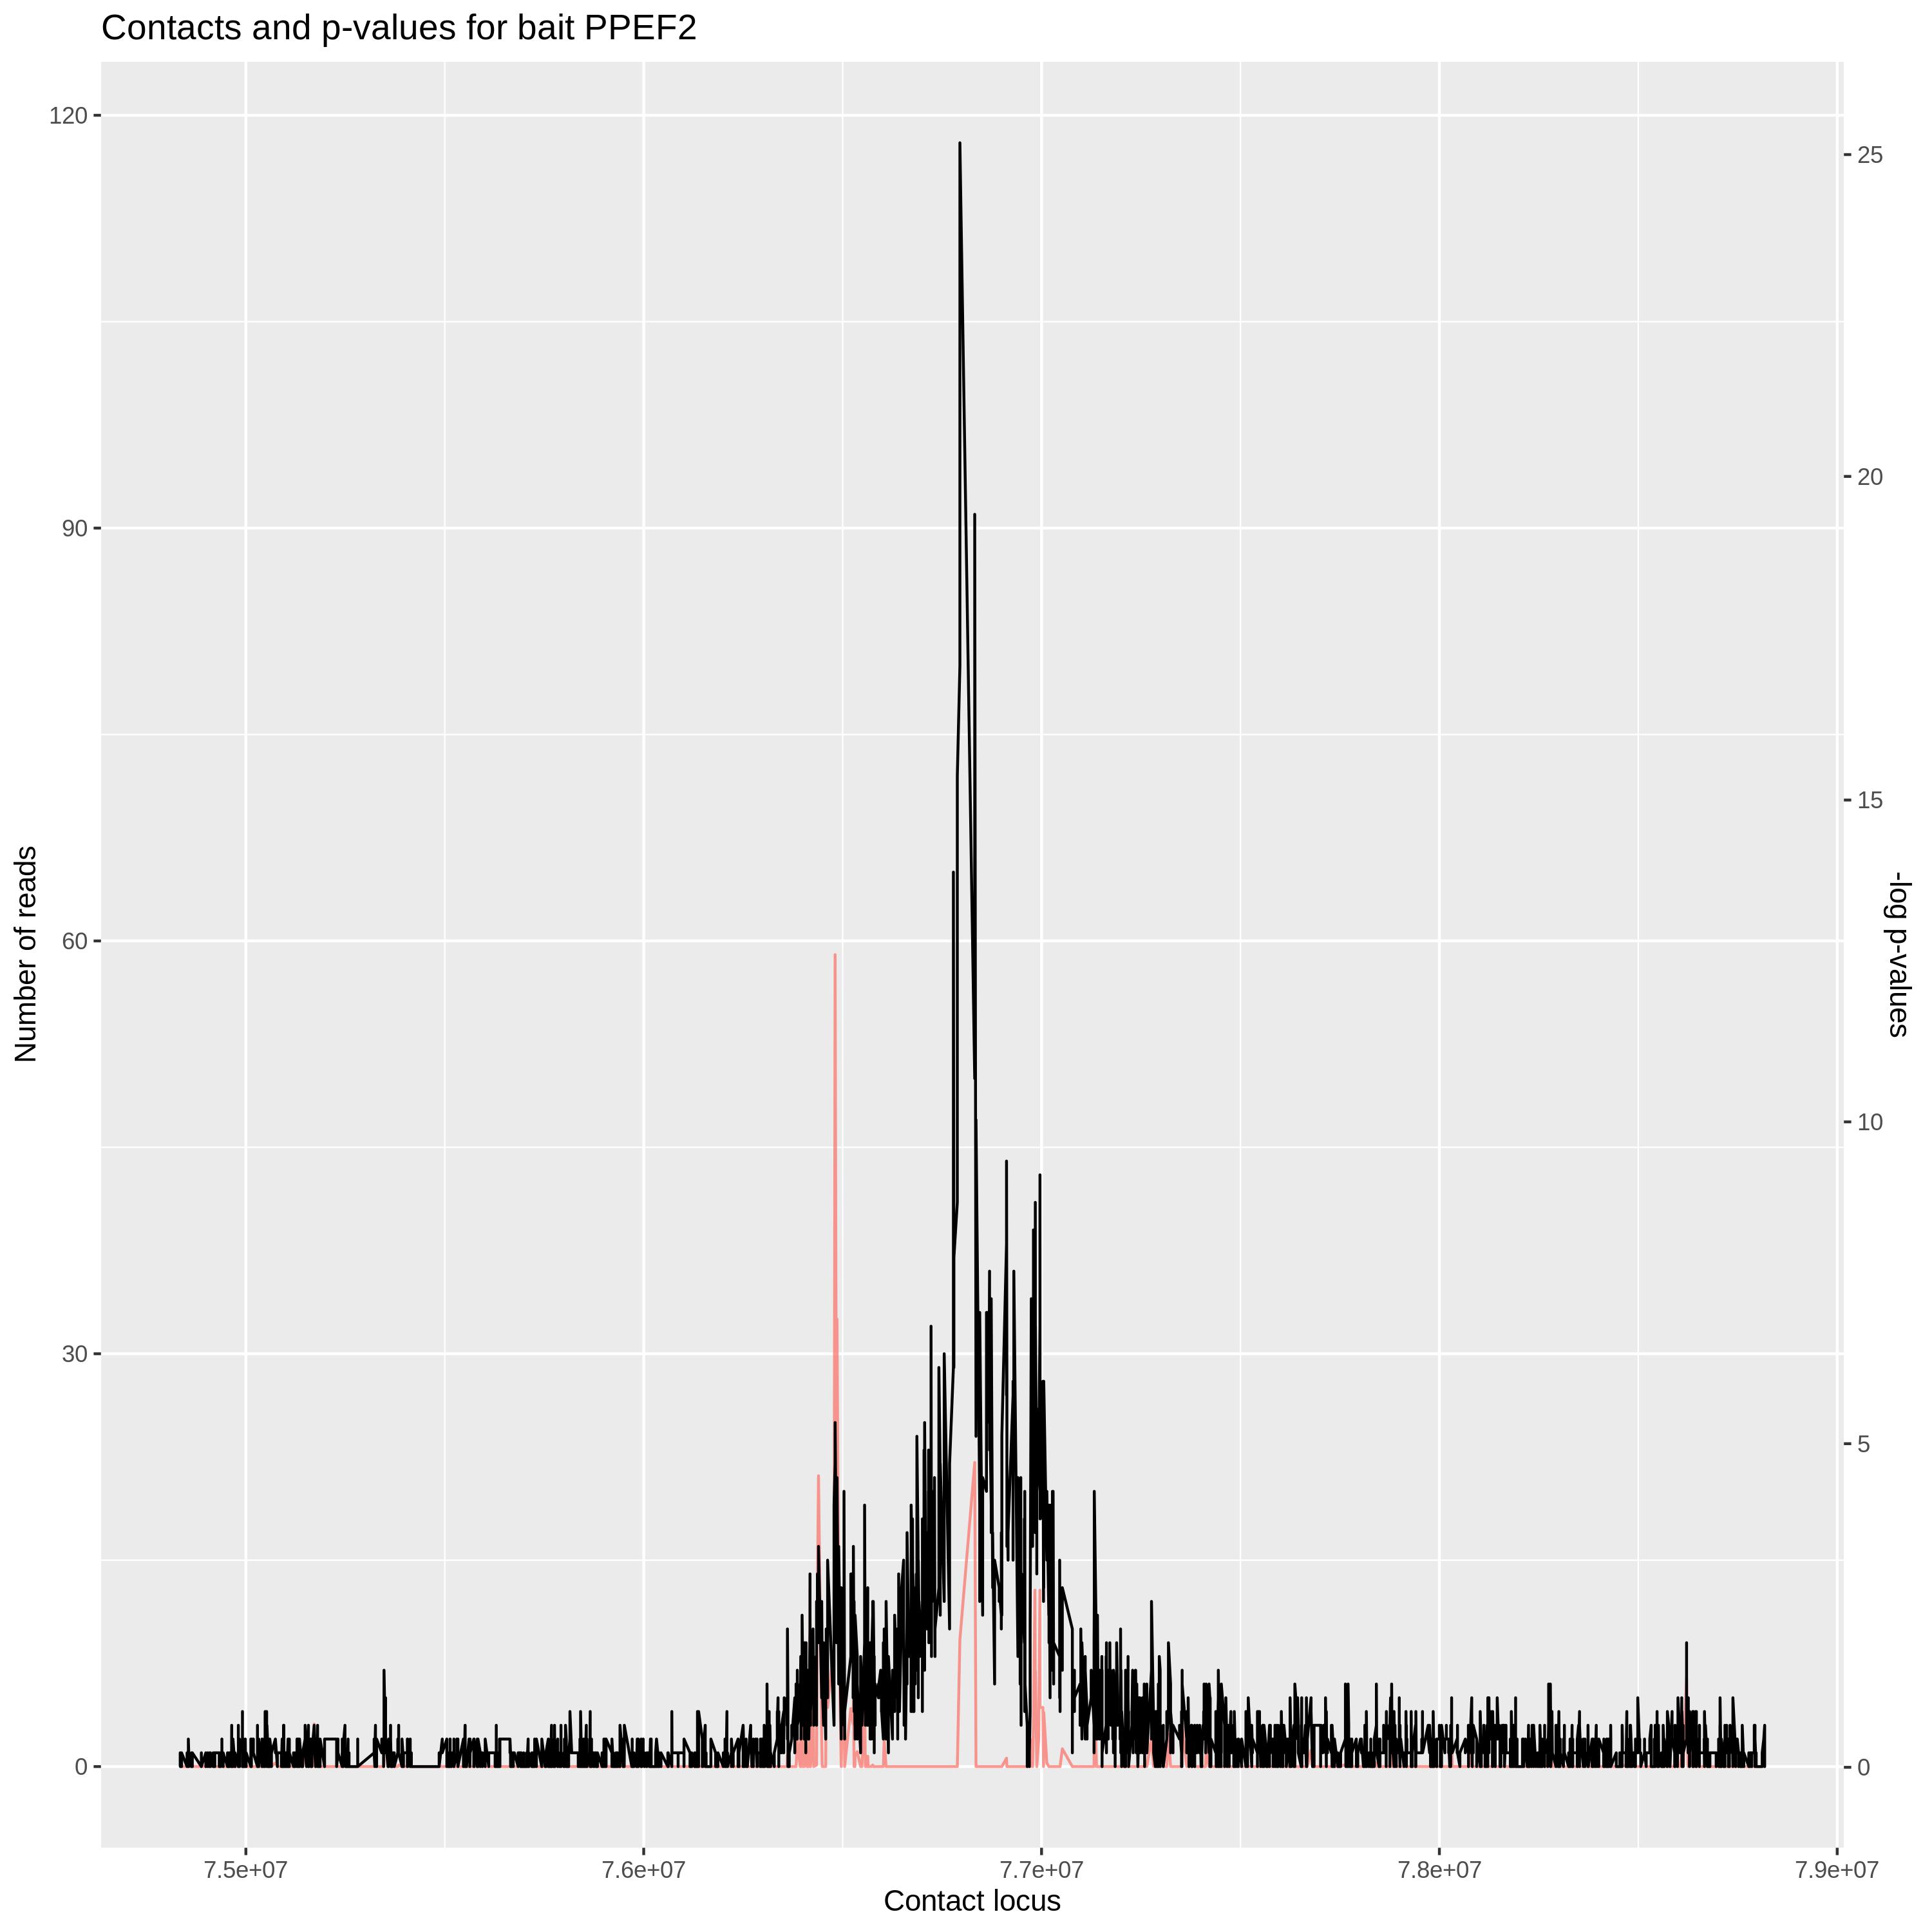 Contacts and p-values for bait PPEF2
120
90
60
30
0
Number of reads
25
20
15
10
5
0
-log p-values
7.5e+07
7.6e+07
7.7e+07
7.8e+07
7.9e+07
Contact locus